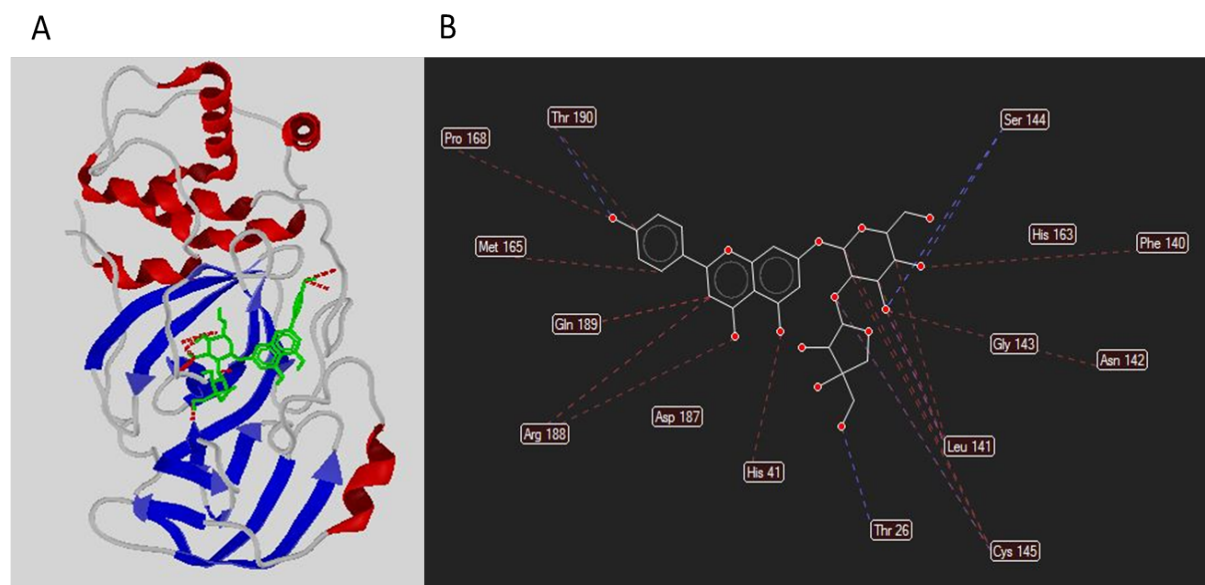 A
B
Thr 190
Ser 144
Pro 168
His 163
Phe 140
Met 165
Gln 189
Gly 143
Asn 142
Asp 187
Arg 188
Leu 141
His 41
Thr 26
Cys 145